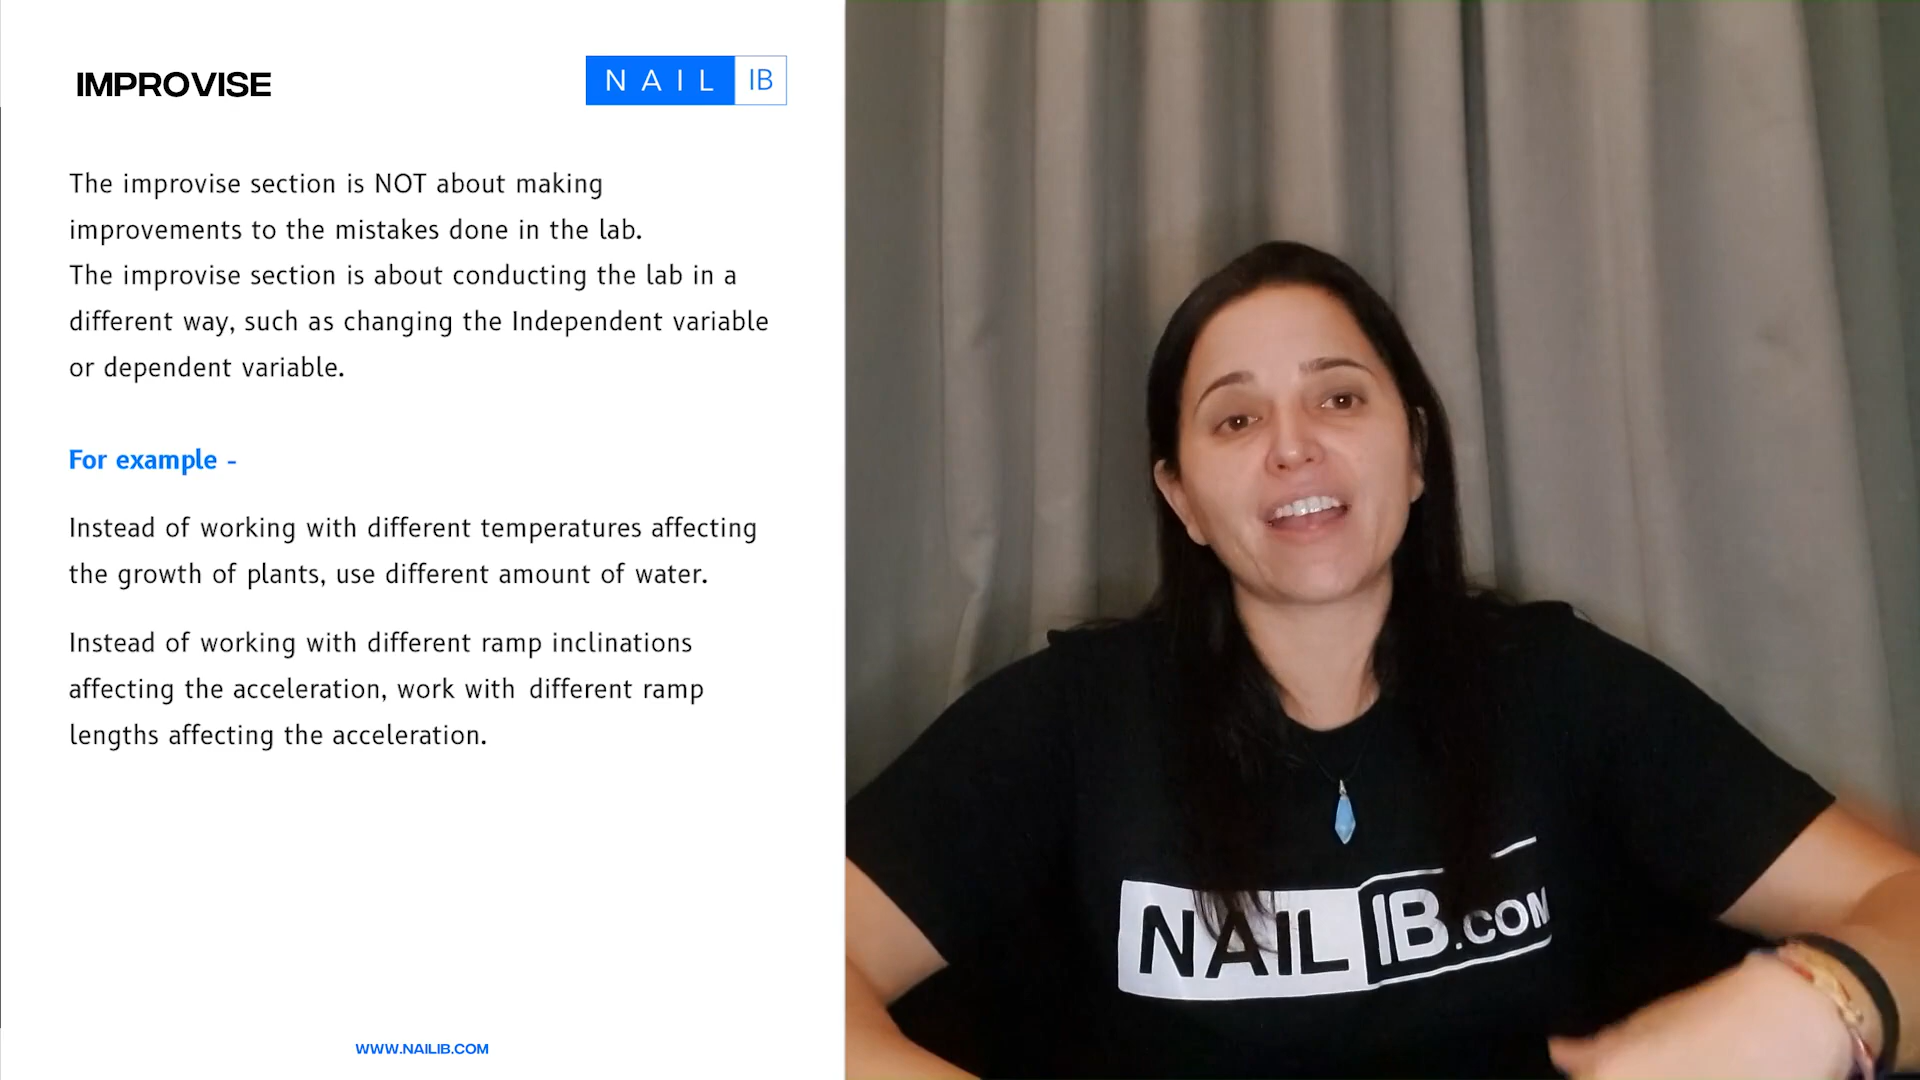 IMPROVISE
NAIL IB
The improvise section is NOT about making
improvements to the mistakes done in the lab.
The improvise section is about conducting the lab in a
different way, such as changing the Independent variable
or dependent variable.
For example -
Instead of working with different temperatures affecting
the growth of plants, use different amount of water.
Instead of working with different ramp inclinations
affecting the acceleration, work with different ramp
lengths affecting the acceleration.
WWW.NAILIB.COM
NAIL IB.COM